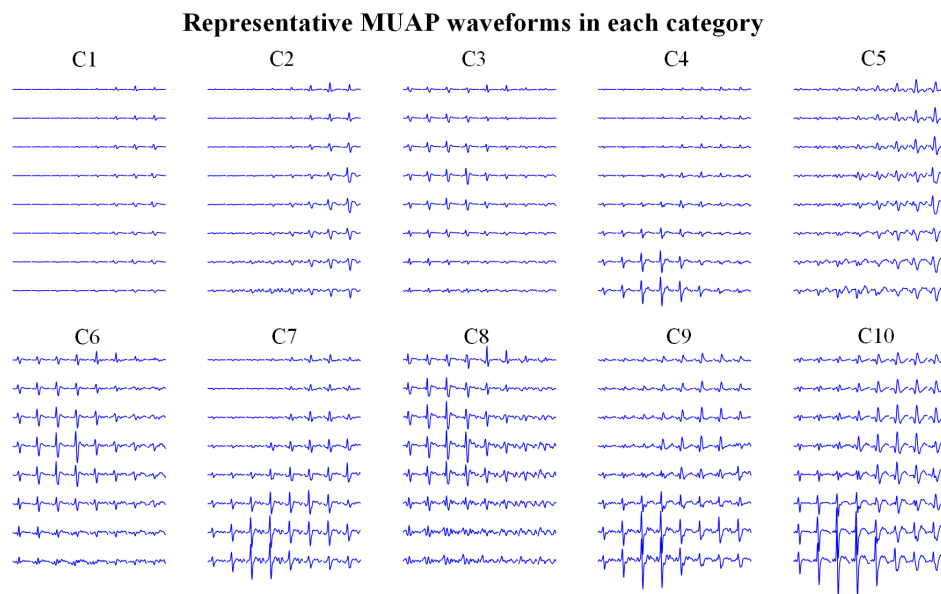 Representative MUAP waveforms in each category
C1 C2 C3 C4 C5
C6 C7 C8 C9 C10